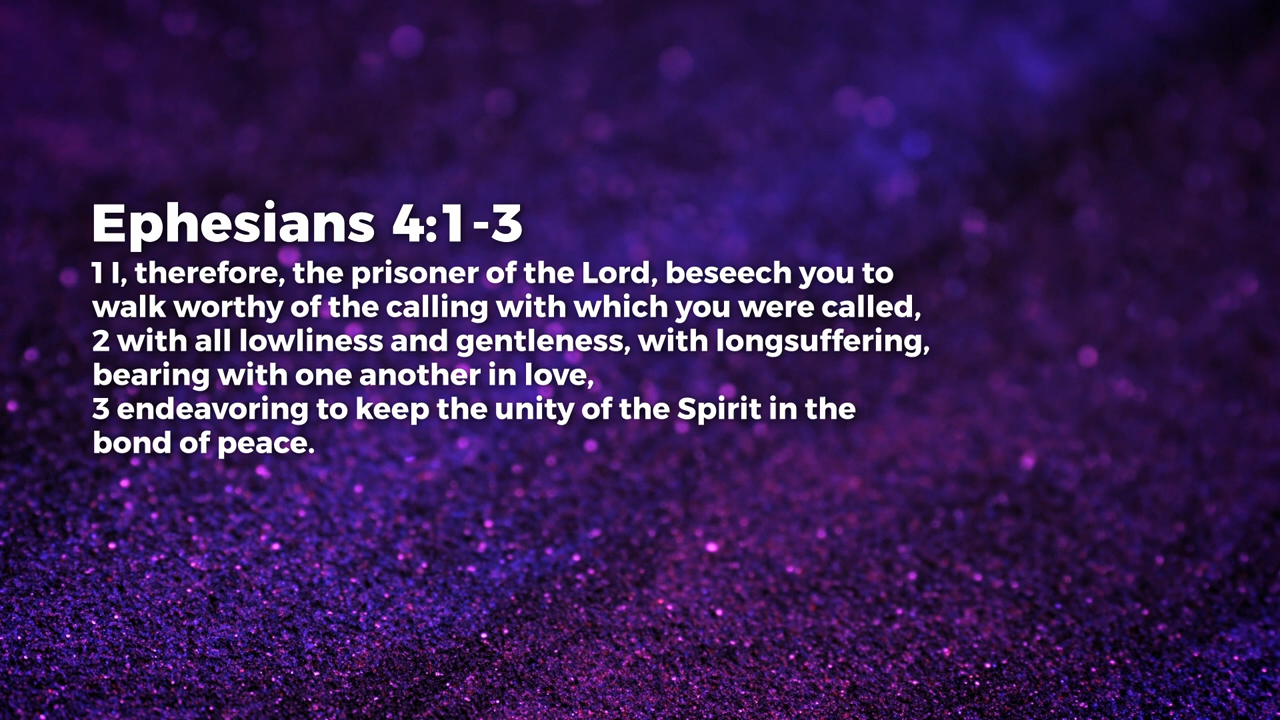 Ephesians 4:1-3
1 I, therefore, the prisoner of the Lord, beseech you to
walk worthy of the calling with which you were called,
2 with all lowliness and gentleness, with longsuffering,
bearing with one another in love,
3 endeavoring to keep the unity of the Spirit in the
bond of peace.